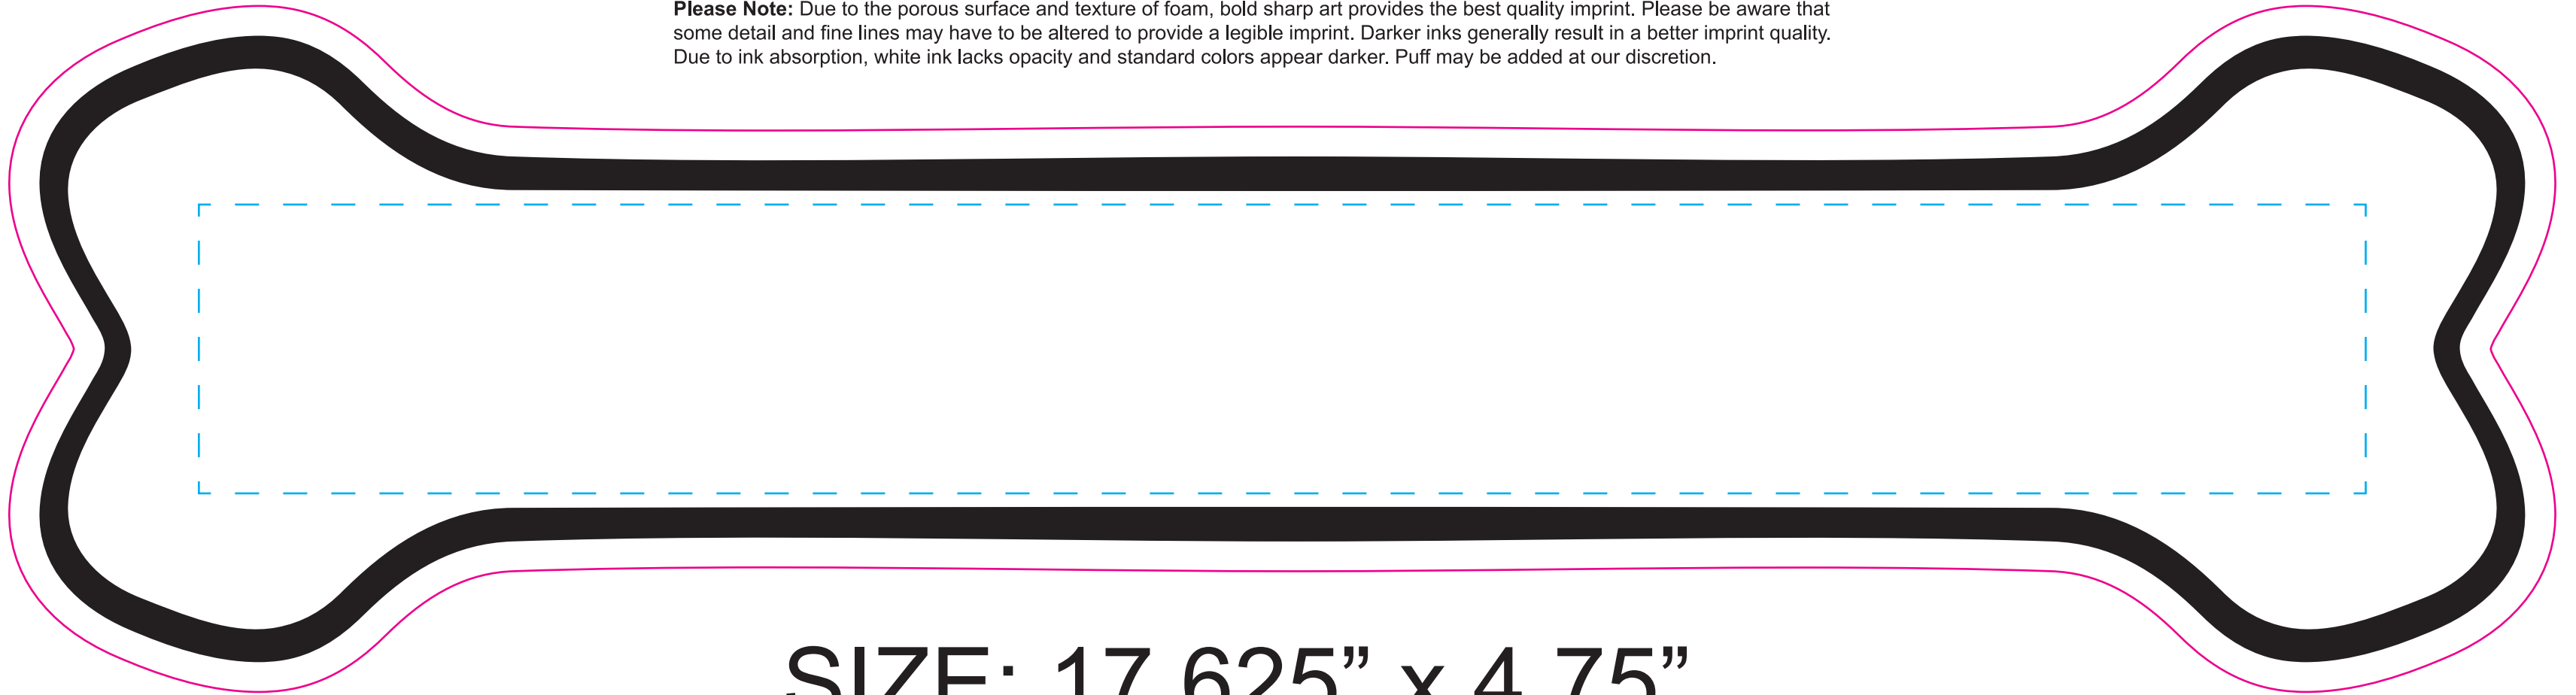 Please Note: Due to the porous surface and texture of foam, bold sharp art provides the best quality imprint. Please be aware that
some detail and fine lines may have to be altered to provide a legible imprint. Darker inks generally result in a better imprint quality.
Due to ink absorption, white ink lacks opacity and standard colors appear darker. Puff may be added at our discretion.
SIZE: 17.625” x 4.75”